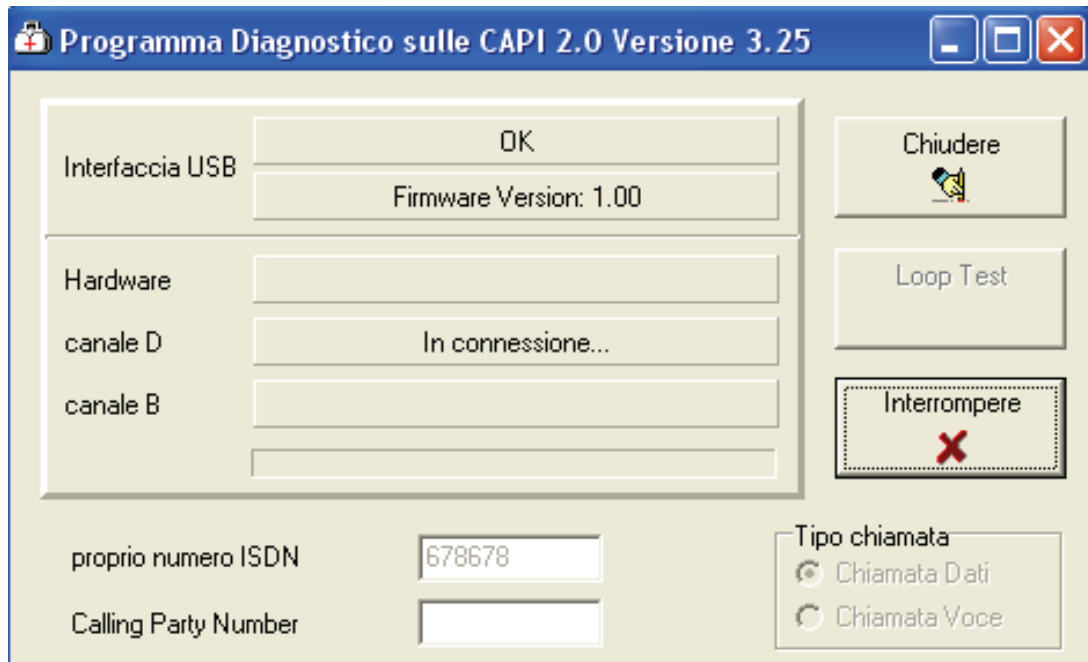 Programma Diagnostico sulle CAPI 2.0 Versione 3.25
Interfaccia USB
OK
Firmware Version: 1.00
Chiudere
Hardware
Loop Test
canale D
In connessione...
canale B
Interrompere
proprio numero ISDN
678678
Calling Party Number
Tipo chiamata
Chiamata Dati
Chiamata Voce